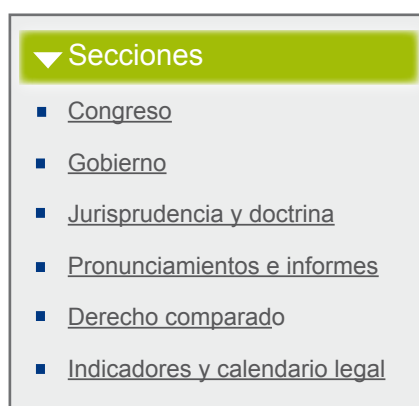 Secciones
Congreso
Gobierno
Jurisprudencia y doctrina
Pronunciamientos e informes
Derecho comparado
Indicadores y calendario legal